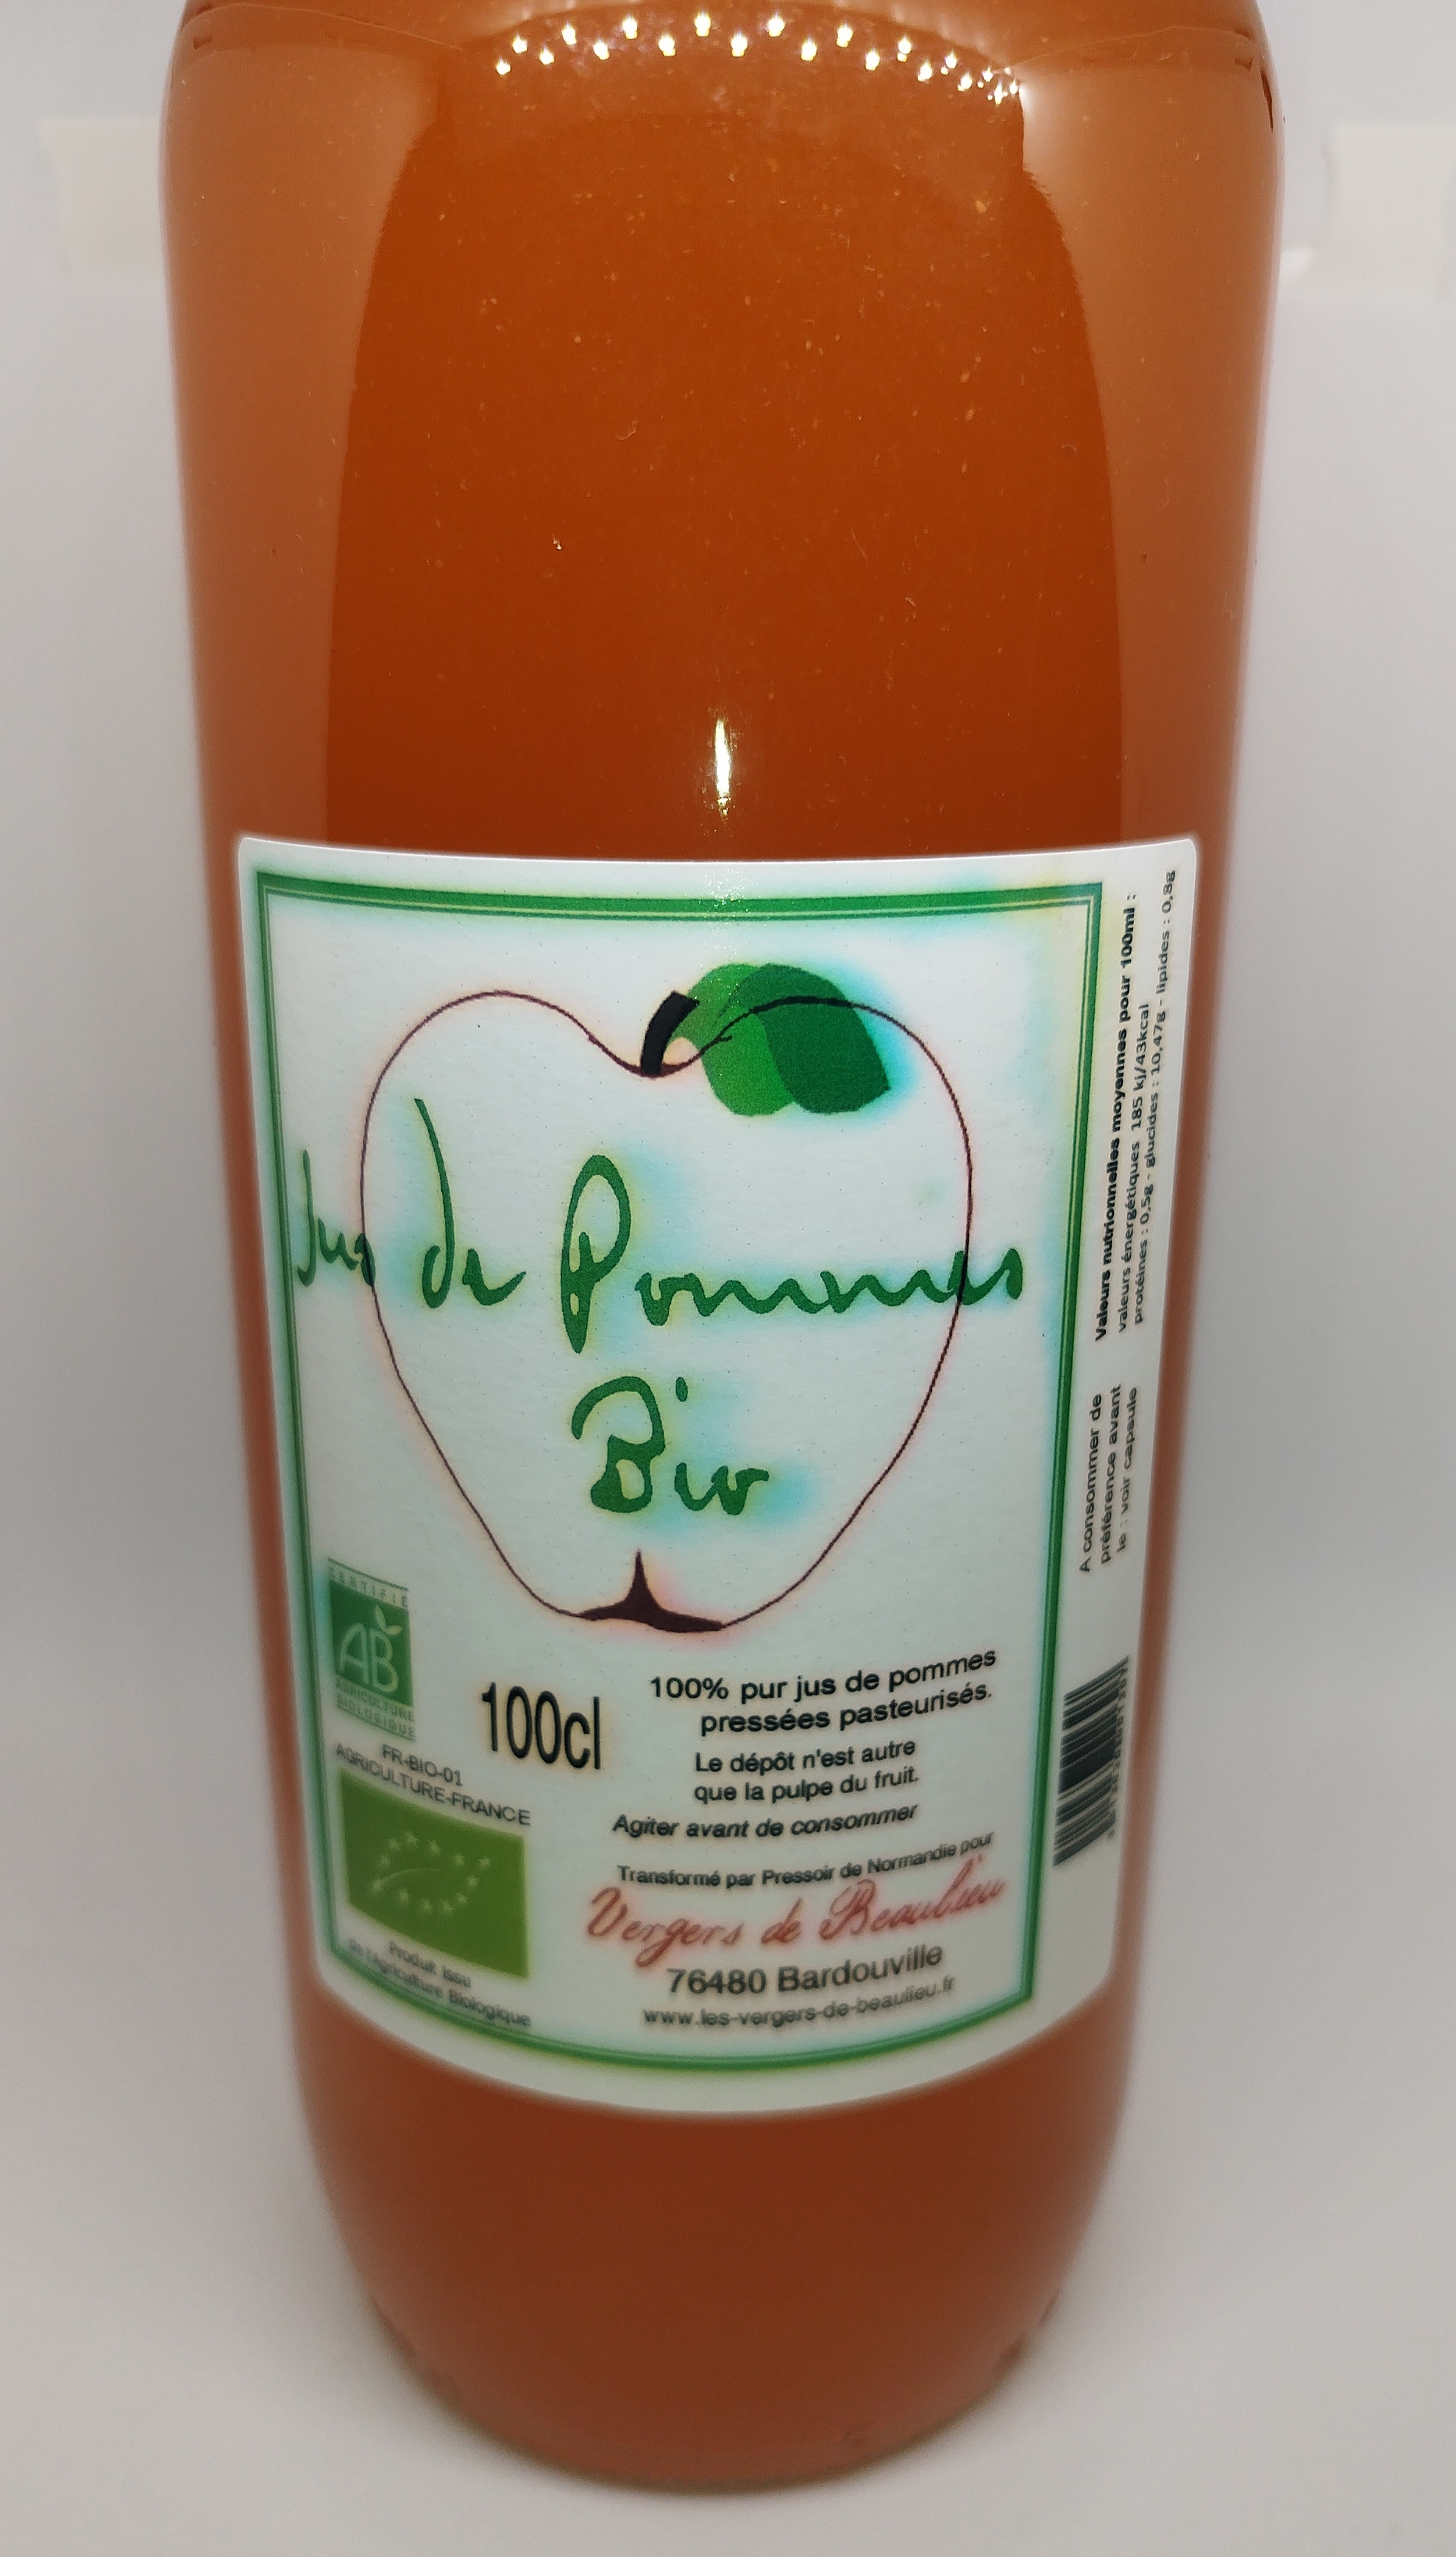 Jus de Pommes
Bio
CERTIFIÉ
AB
AGRICULTURE
BIOLOGIQUE
100cl
100% pur jus de pommes
pressées pasteurisés.
Le dépôt n'est autre
que la pulpe du fruit.
Agiter avant de consommer
FR-BIO-01
AGRICULTURE-FRANCE
Produit issu
de l'Agriculture Biologique
Transformé par Pressoir de Normandie pour
Vergers de Beaulieu
76480 Bardouville
www.les-vergers-de-beaulieu.fr
Valeurs nutrionnelles moyennes pour 100ml :
valeurs énergétiques 185 kj/43kcal
protéines : 0,5g - glucides : 10,47g - lipides : 0,8g
A consommer de
préférence avant
le : voir capsule